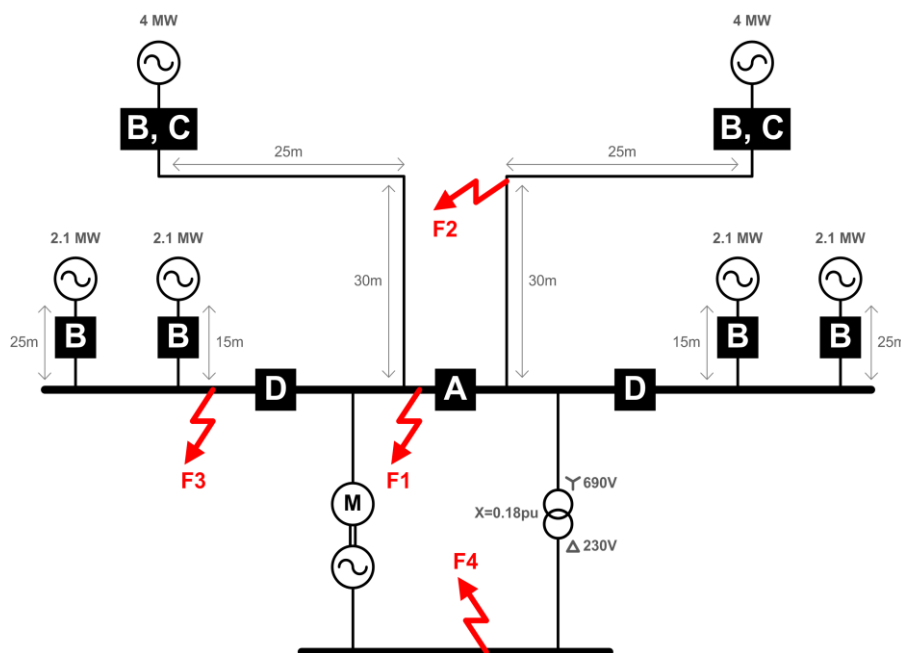 4 MW
4 MW
B, C
B, C
25m
25m
F2
2.1 MW
2.1 MW
2.1 MW
2.1 MW
30m
30m
25m
B
B
15m
15m
B
B
25m
D
A
D
F3
F1
M
690V
X=0.18pu
230V
F4